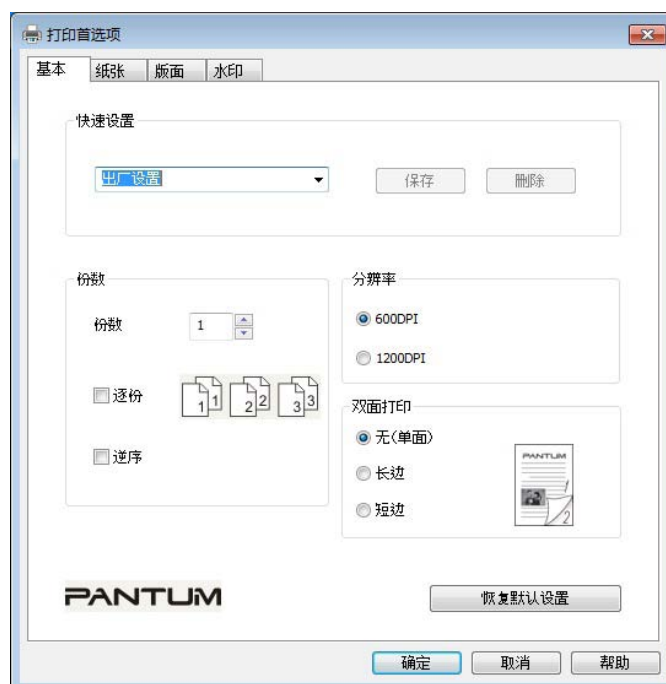 打印首选项
基本 纸张 版面 水印
快速设置
出厂设置 保存 删除
份数
份数 1
逐份 1 1 2 2 3 3
逆序
分辨率
600DPI
1200DPI
双面打印
无(单面)
长边
短边
PANTUM
1
2
PANTUM
恢复默认设置
确定 取消 帮助